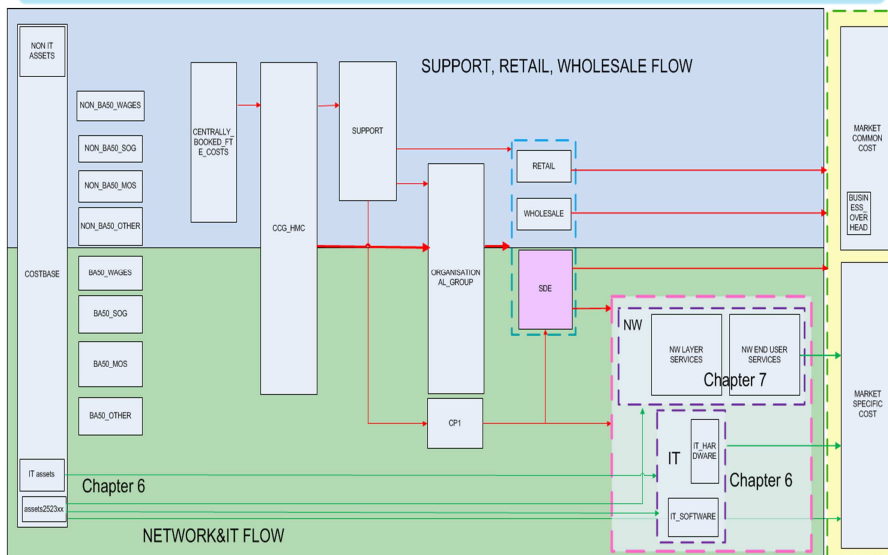 NON IT
ASSETS
COSTBASE
IT assets
assets2523xx
NON_BA50_WAGES
NON_BA50_SOG
NON_BA50_MOS
NON_BA50_OTHER
BA50_WAGES
BA50_SOG
BA50_MOS
BA50_OTHER
Chapter 6
NETWORK&IT FLOW
CENTRALLY_
BOOKED_FT
E_COSTS
CCG_HMC
SUPPORT
SUPPORT, RETAIL, WHOLESALE FLOW
ORGANISATION
AL_GROUP
CP1
RETAIL
WHOLESALE
SDE
NW
NW LAYER
SERVICES
NW END USER
SERVICES
Chapter 7
IT
IT_HAR
DWARE
Chapter 6
IT_SOFTWARE
MARKET
COMMON
COST
BUSIN
ESS_OVER
HEAD
MARKET
SPECIFIC
COST